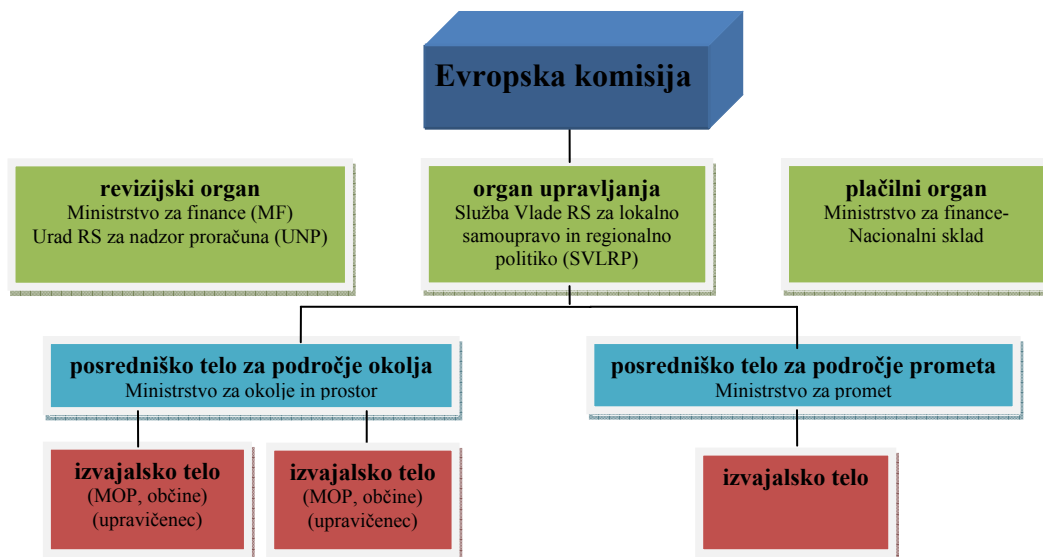 Evropska komisija
revizijski organ
Ministrstvo za finance (MF)
Urad RS za nadzor proračuna (UNP)
organ upravljanja
Služba Vlade RS za lokalno
samoupravo in regionalno
politiko (SVLRP)
plačilni organ
Ministrstvo za finance-
Nacionalni sklad
posredniško telo za področje okolja
Ministrstvo za okolje in prostor
posredniško telo za področje prometa
Ministrstvo za promet
izvajalsko telo
(MOP, občine)
(upravičenec)
izvajalsko telo
(MOP, občine)
(upravičenec)
izvajalsko telo